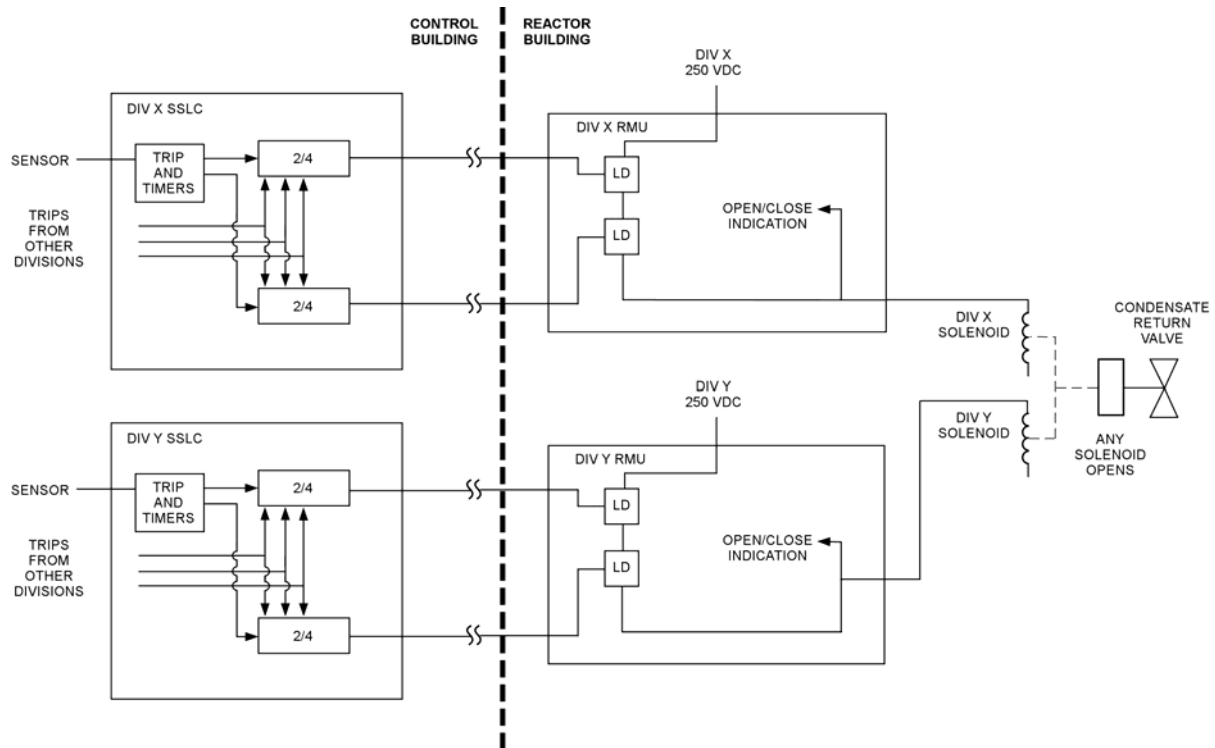 CONTROL
BUILDING
REACTOR
BUILDING
DIV X SSLC
SENSOR
TRIP
AND
TIMERS
2/4
TRIPS
FROM
OTHER
DIVISIONS
2/4
DIV X
250 VDC
DIV X RMU
LD
LD
OPEN/CLOSE
INDICATION
DIV X
SOLENOID
CONDENSATE
RETURN
VALVE
DIV Y SSLC
SENSOR
TRIP
AND
TIMERS
2/4
TRIPS
FROM
OTHER
DIVISIONS
2/4
DIV Y
250 VDC
DIV Y RMU
LD
LD
OPEN/CLOSE
INDICATION
DIV Y
SOLENOID
ANY
SOLENOID
OPENS